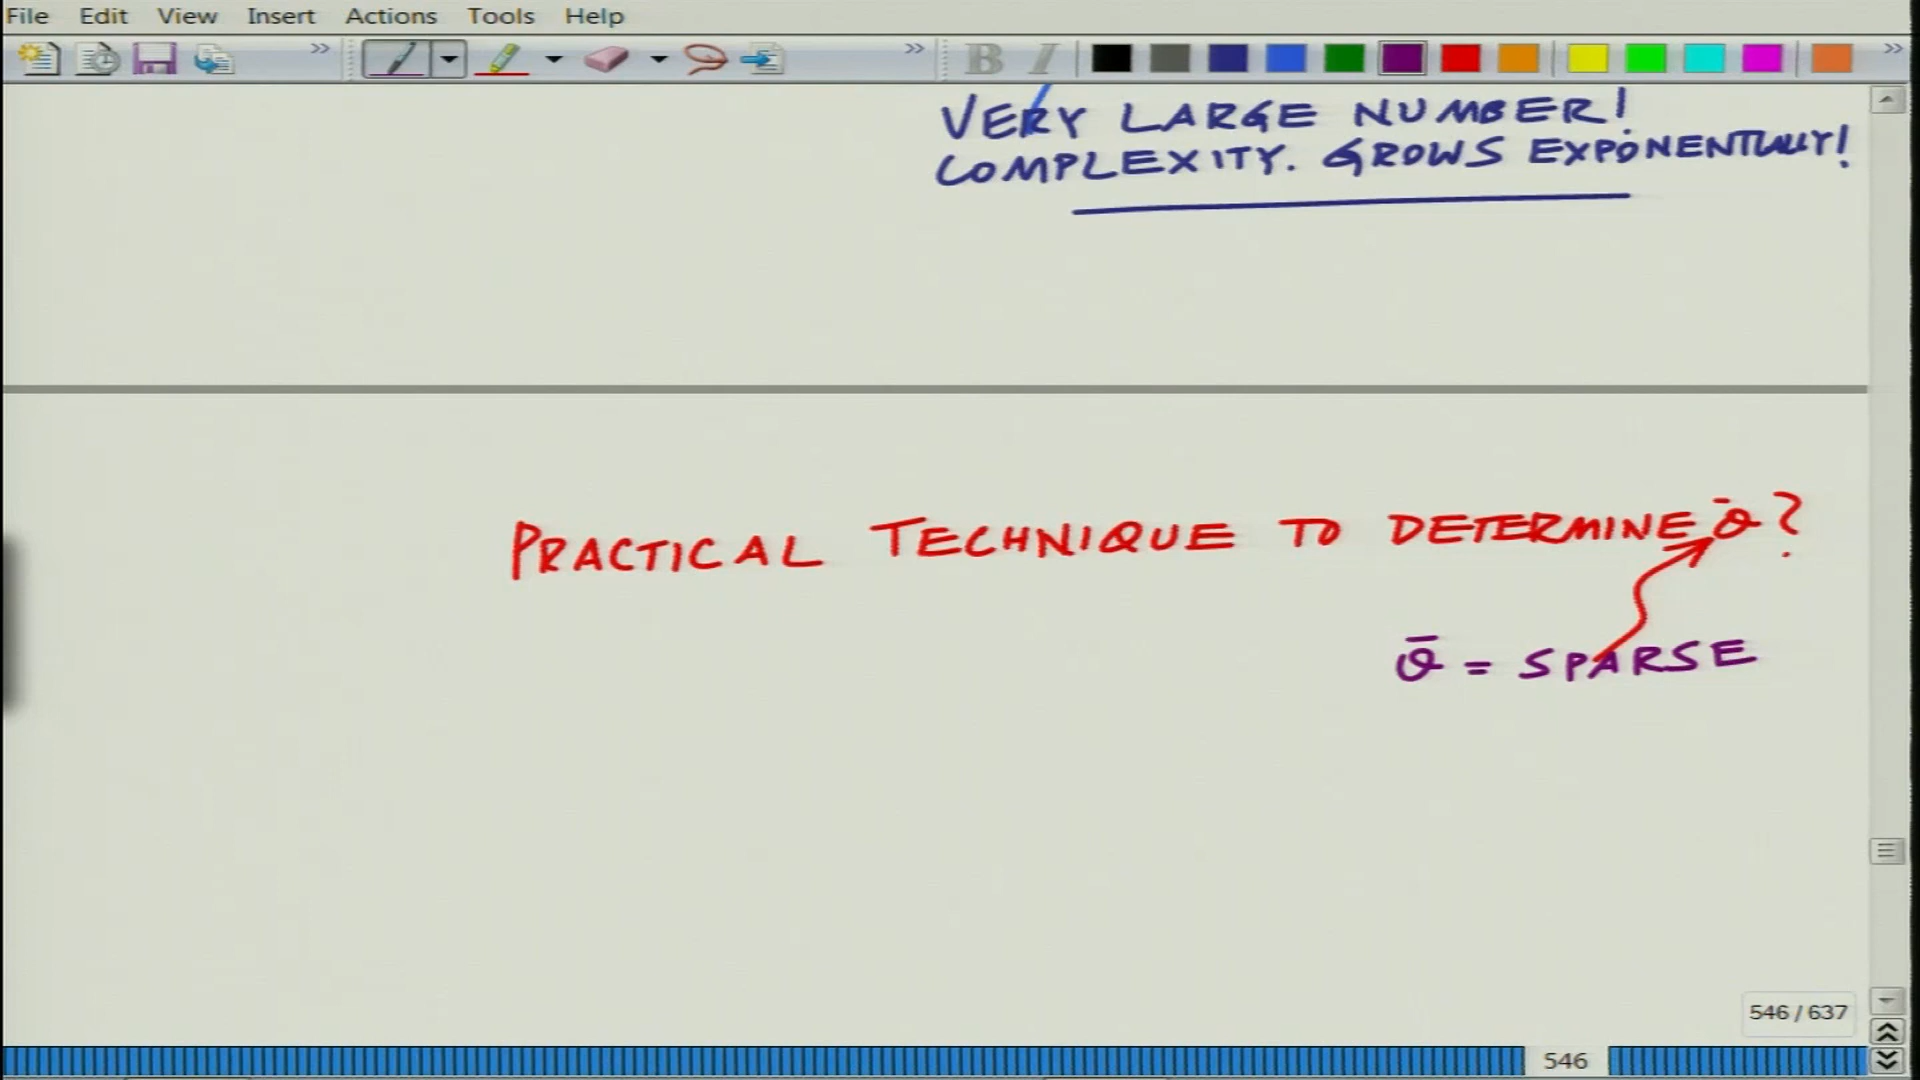 File Edit View Insert Actions Tools Help
B I
VERY LARGE NUMBER!
COMPLEXITY. GROWS EXPONENTIALLY!
PRACTICAL TECHNIQUE TO DETERMINE ū?
ū = SPARSE
546 / 637
546